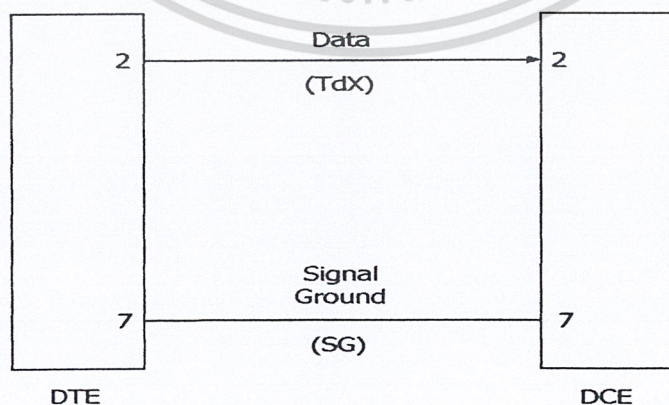 Data
2
2
(TdX)
Signal
Ground
7
7
(SG)
DTE
DCE